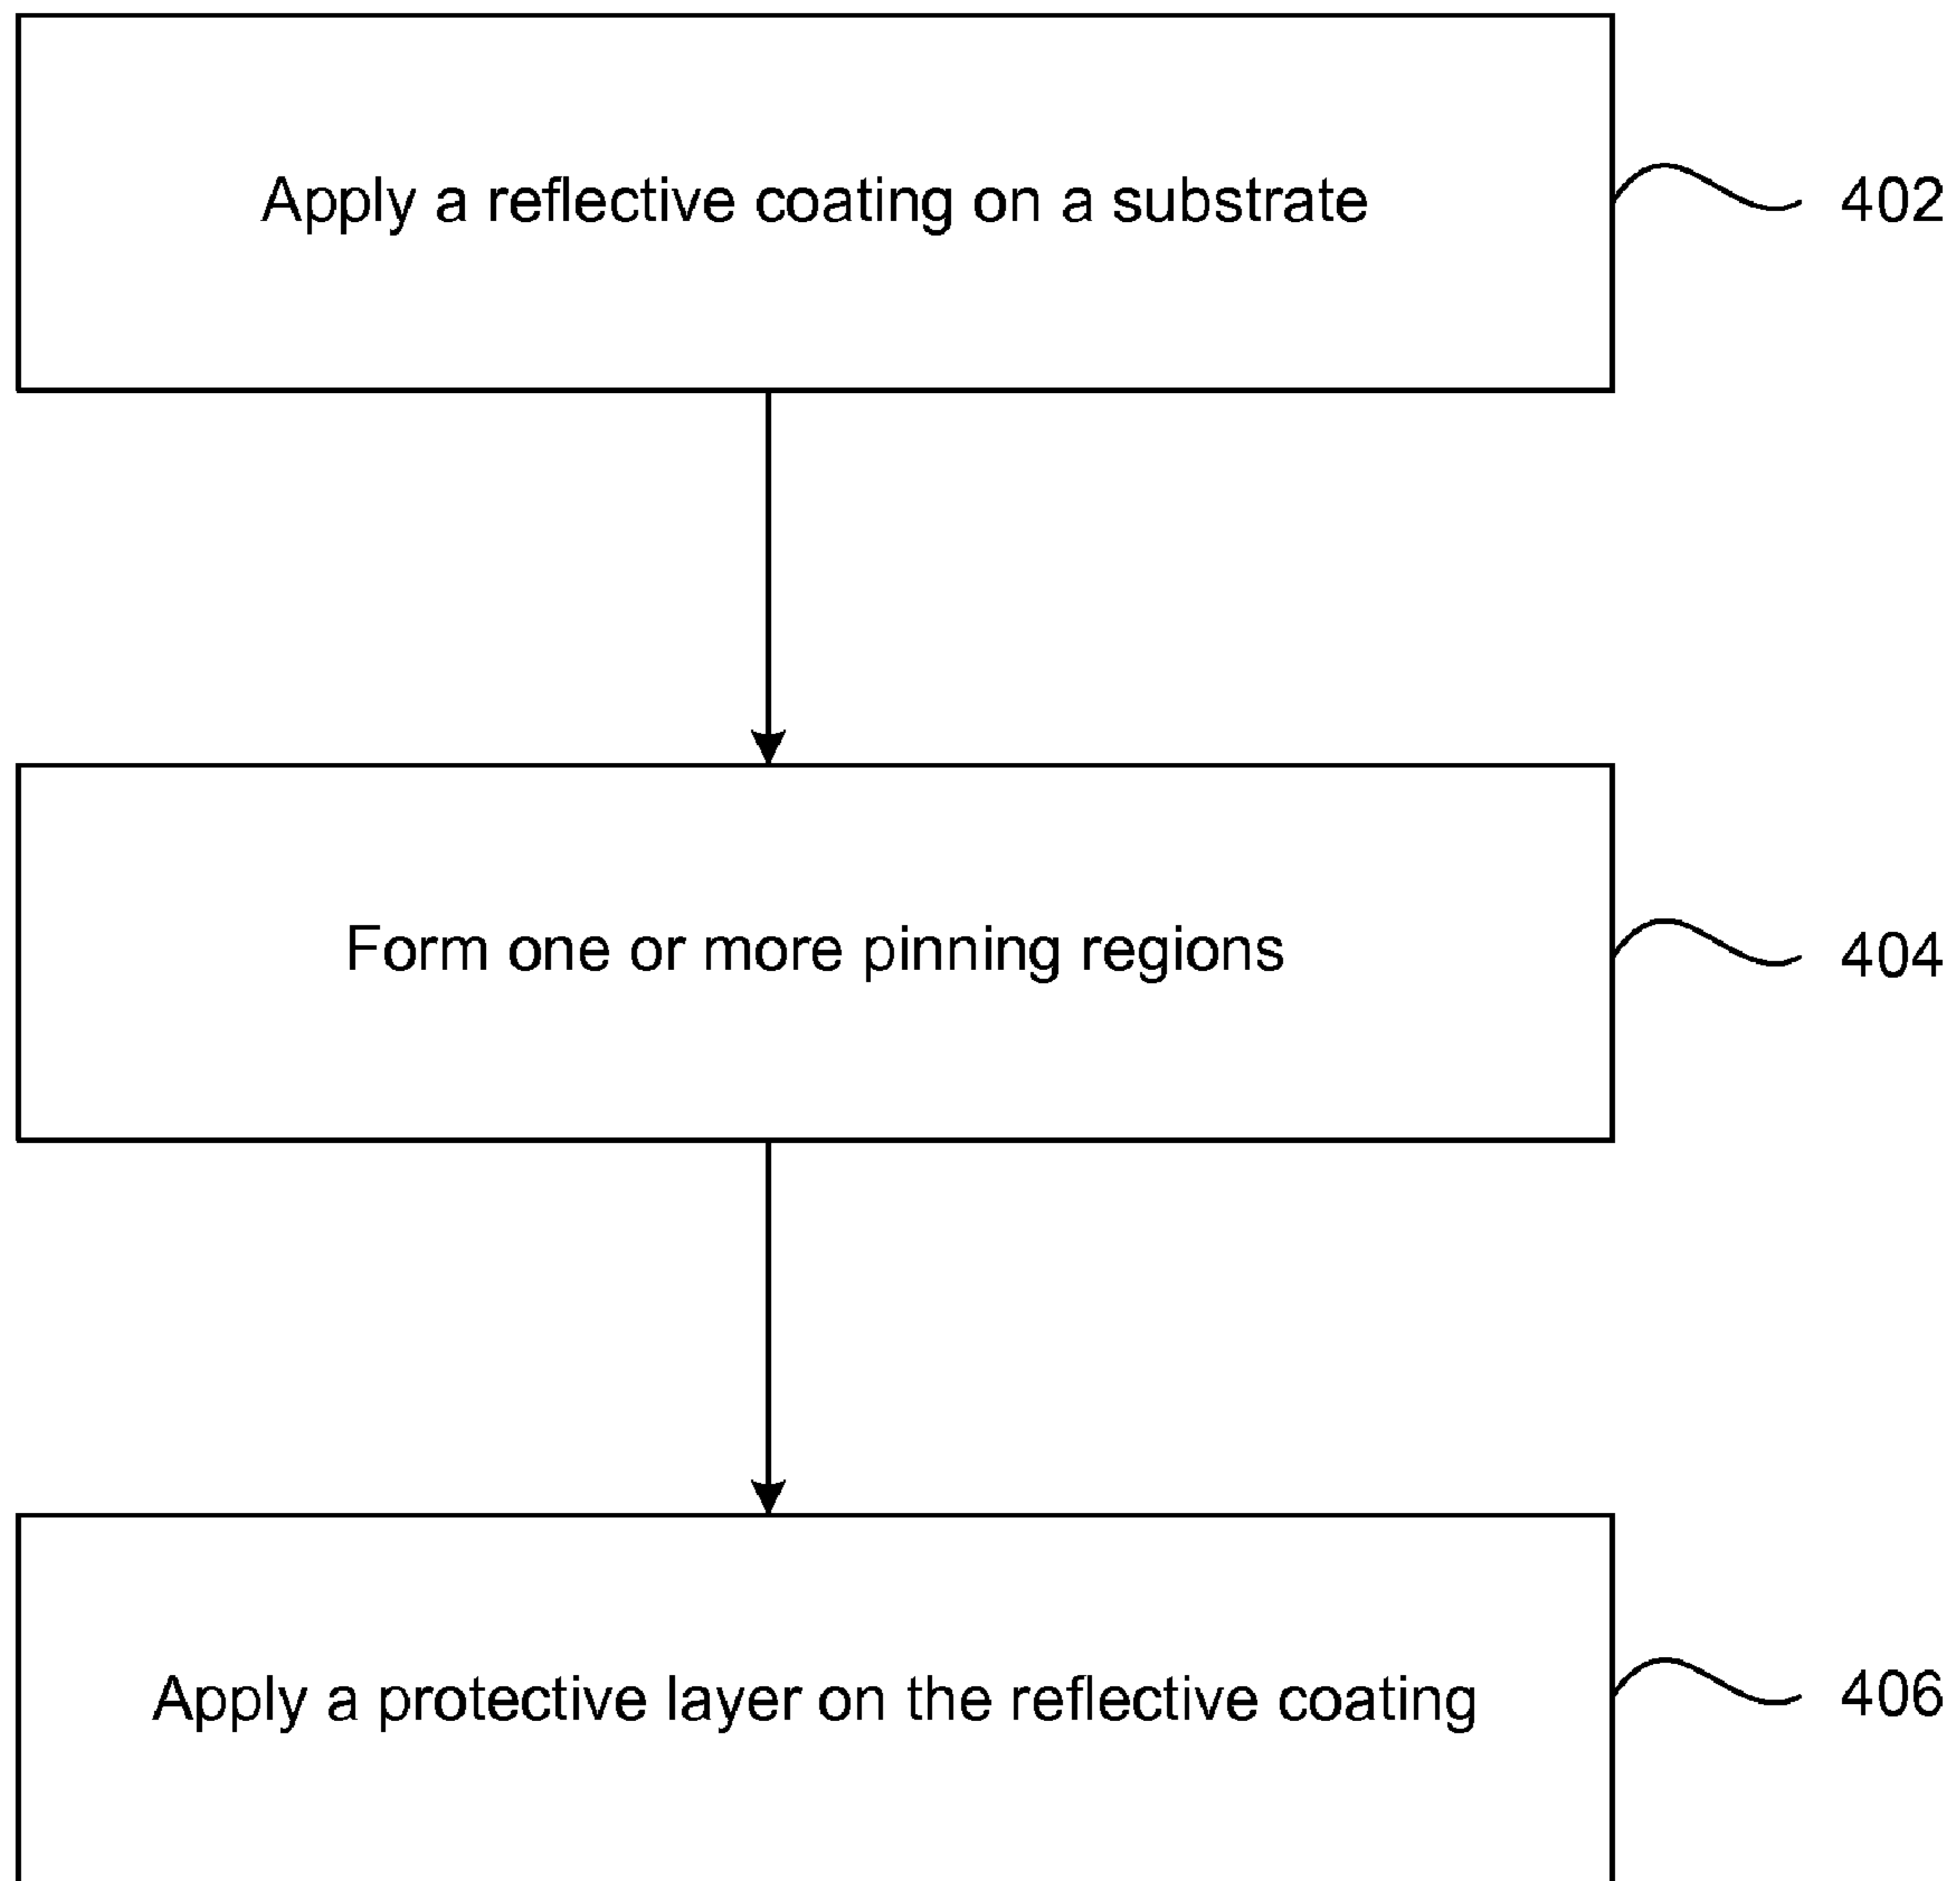 Apply a reflective coating on a substrate
402
Form one or more pinning regions
404
Apply a protective layer on the reflective coating
406